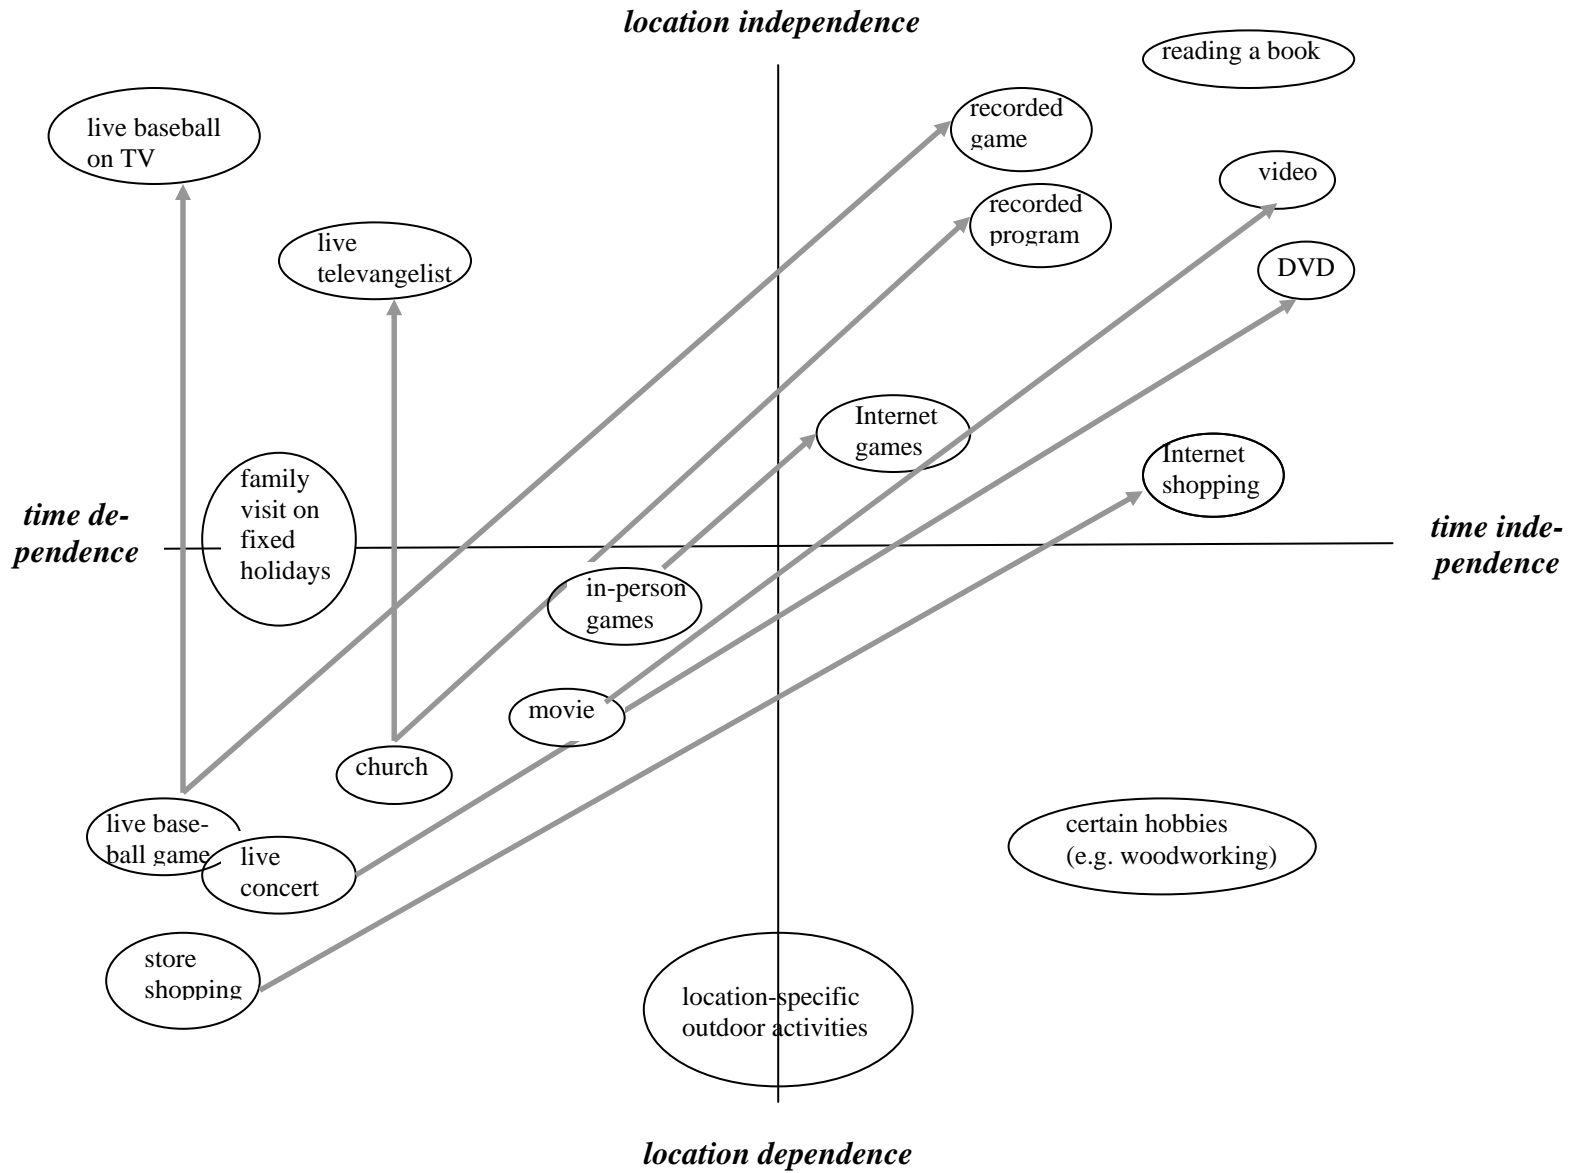 location independence
reading a book
recorded
game
live baseball
on TV
video
recorded
program
live
televangelist
DVD
Internet
games
Internet
shopping
family
visit on
fixed
holidays
time de-
pendence
time inde-
pendence
in-person
games
movie
church
live base-
ball game
live
concert
certain hobbies
(e.g. woodworking)
store
shopping
location-specific
outdoor activities
location dependence